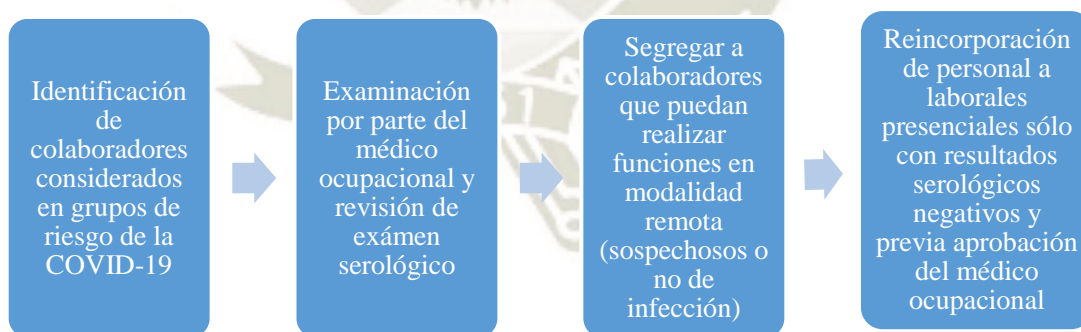 Identificación
de
colaboradores
considerados
en grupos de
riesgo de la
COVID-19
Examinación
por parte del
médico
ocupacional y
revisión de
exámen
serológico
Segregar a
colaboradores
que puedan
realizar
funciones en
modalidad
remota
(sospechosos o
no de
infección)
Reincorporación
de personal a
laborales
presenciales sólo
con resultados
serológicos
negativos y
previa aprobación
del médico
ocupacional